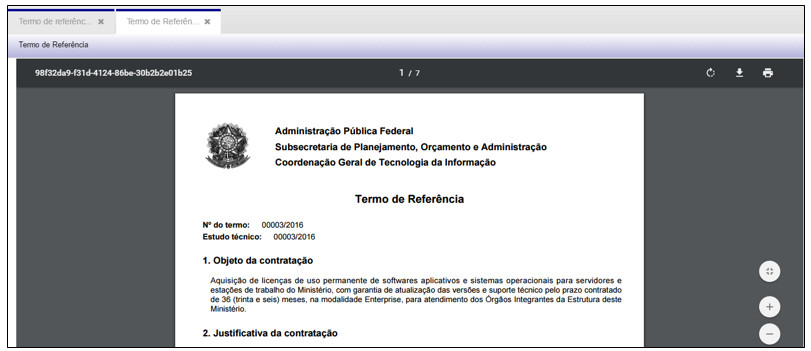 Termo de referênc... ✖ Termo de Referên... ✖
Termo de Referência
98f32da9-f31d-4124-86be-30b2b2e01b25 1 / 7
Administração Pública Federal
Subsecretaria de Planejamento, Orçamento e Administração
Coordenação Geral de Tecnologia da Informação
Termo de Referência
Nº do termo: 00003/2016
Estudo técnico: 00003/2016
1. Objeto da contratação
Aquisição de licenças de uso permanente de softwares aplicativos e sistemas operacionais para servidores e
estações de trabalho do Ministério, com garantia de atualização das versões e suporte técnico pelo prazo contratado
de 36 (trinta e seis) meses, na modalidade Enterprise, para atendimento dos Órgãos Integrantes da Estrutura deste
Ministério.
2. Justificativa da contratação